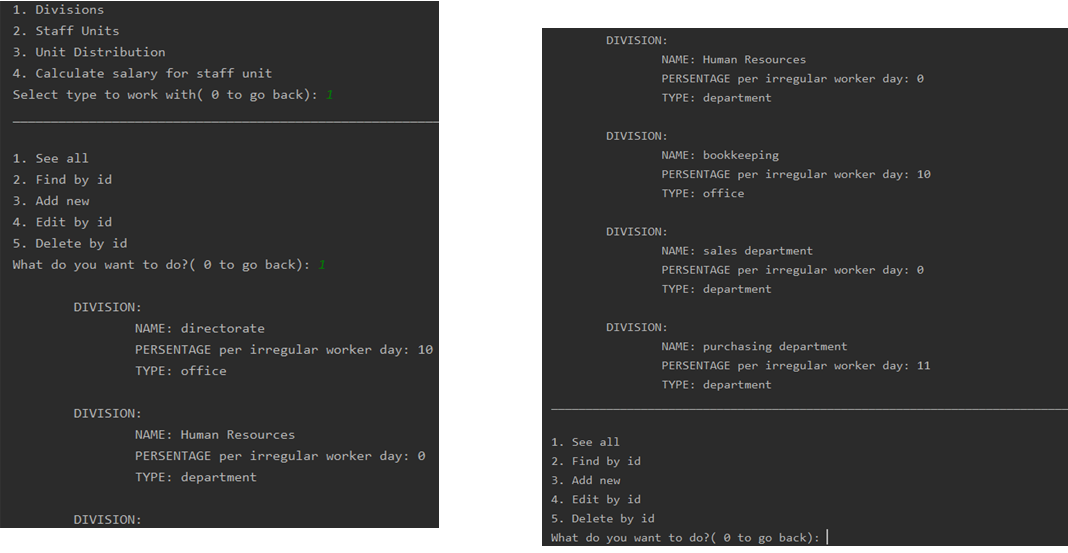 1. Divisions
2. Staff Units
3. Unit Distribution
4. Calculate salary for staff unit
Select type to work with( 0 to go back): 1
1. See all
2. Find by id
3. Add new
4. Edit by id
5. Delete by id
What do you want to do?( 0 to go back): 1
DIVISION:
NAME: directorate
PERSENTAGE per irregular worker day: 10
TYPE: office
DIVISION:
NAME: Human Resources
PERSENTAGE per irregular worker day: 0
TYPE: department
DIVISION:
DIVISION:
NAME: Human Resources
PERSENTAGE per irregular worker day: 0
TYPE: department
DIVISION:
NAME: bookkeeping
PERSENTAGE per irregular worker day: 10
TYPE: office
DIVISION:
NAME: sales department
PERSENTAGE per irregular worker day: 0
TYPE: department
DIVISION:
NAME: purchasing department
PERSENTAGE per irregular worker day: 11
TYPE: department
1. See all
2. Find by id
3. Add new
4. Edit by id
5. Delete by id
What do you want to do?( 0 to go back):